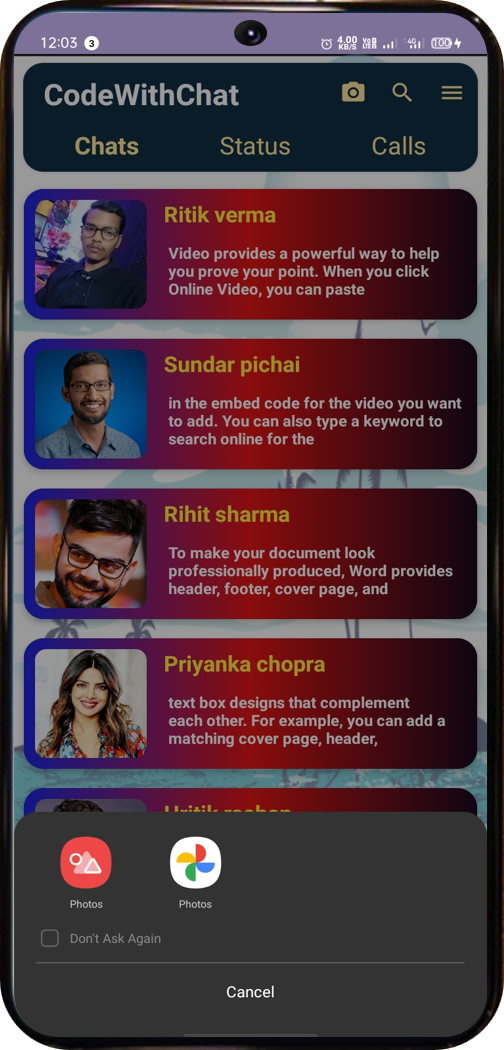 12:03 3 4.00 KB/S VoB LTEB 4G 100
CodeWithChat
Chats Status Calls
Ritik verma
Video provides a powerful way to help
you prove your point. When you click
Online Video, you can paste
Sundar pichai
in the embed code for the video you want
to add. You can also type a keyword to
search online for the
Rihit sharma
To make your document look
professionally produced, Word provides
header, footer, cover page, and
Priyanka chopra
text box designs that complement
each other. For example, you can add a
matching cover page, header,
Photos Photos
Don't Ask Again
Cancel